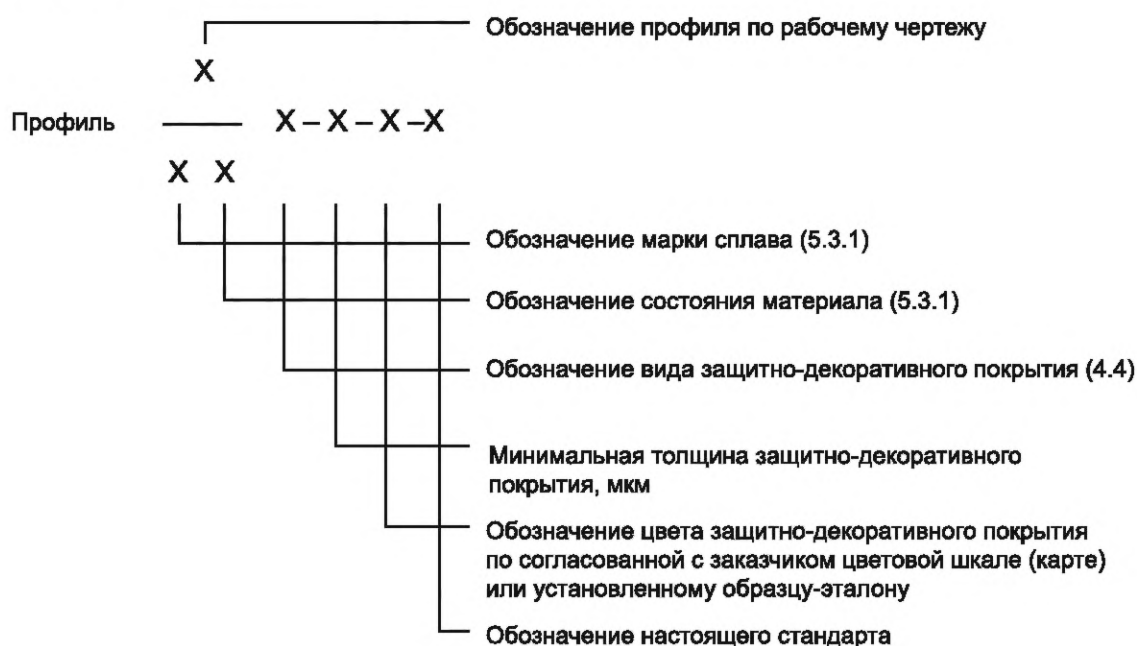 Обозначение профиля по рабочему чертежу
X
Профиль X – X – X –X
X X
Обозначение марки сплава (5.3.1)
Обозначение состояния материала (5.3.1)
Обозначение вида защитно-декоративного покрытия (4.4)
Минимальная толщина защитно-декоративного
покрытия, мкм
Обозначение цвета защитно-декоративного покрытия
по согласованной с заказчиком цветовой шкале (карте)
или установленному образцу-эталону
Обозначение настоящего стандарта